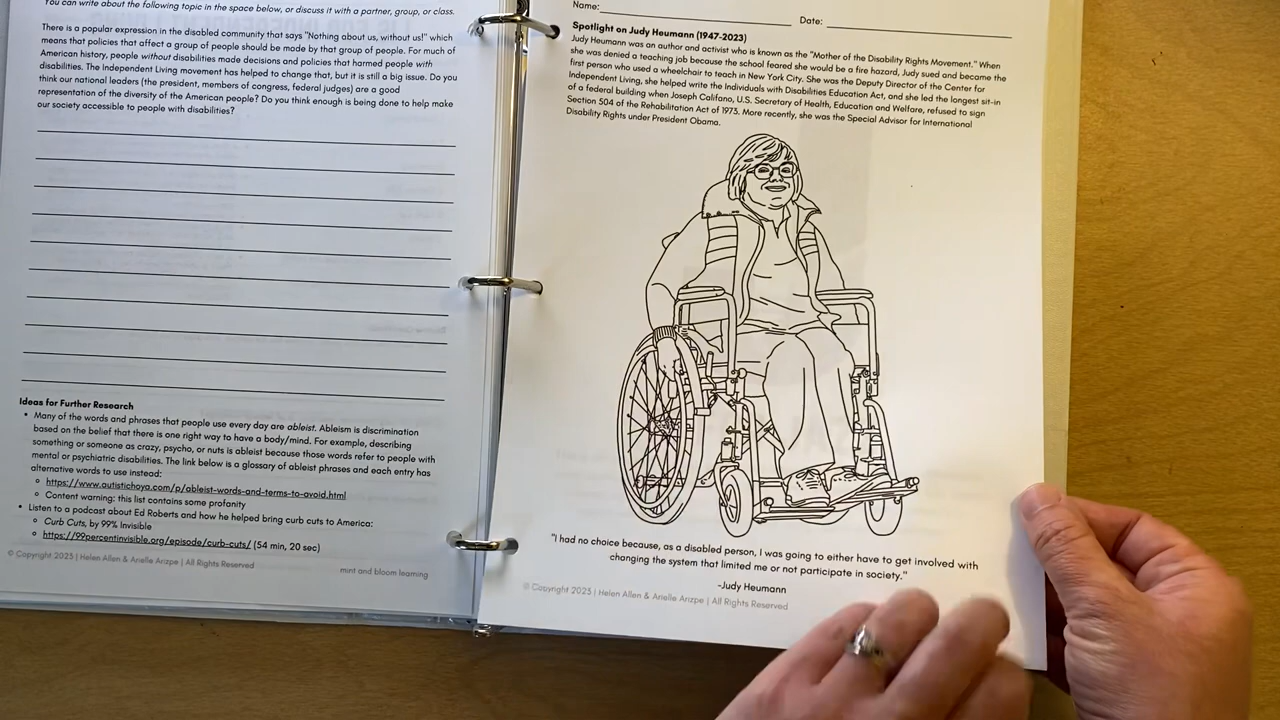 You can write about the following topic in the space below, or discuss it with a partner, group, or class.
There is a popular expression in the disabled community that says "Nothing about us, without us!" which
means that policies that affect a group of people should be made by that group of people. For much of
American history, people without disabilities made decisions and policies that harmed people with
disabilities. The Independent Living movement has helped to change that, but it is still a big issue. Do you
think our national leaders (the president, members of congress, federal judges) are a good
representation of the diversity of the American people? Do you think enough is being done to help make
our society accessible to people with disabilities?
Ideas for Further Research
• Many of the words and phrases that people use every day are ableist. Ableism is discrimination
based on the belief that there is one right way to have a body/mind. For example, describing
something or someone as crazy, psycho, or nuts is ableist because those words refer to people with
mental or psychiatric disabilities. The link below is a glossary of ableist phrases and each entry has
alternative words to use instead:
○ https://www.autistichoya.com/p/ableist-words-and-terms-to-avoid.html
○ Content warning: this list contains some profanity
• Listen to a podcast about Ed Roberts and how he helped bring curb cuts to America:
○ Curb Cuts, by 99% Invisible
○ https://99percentinvisible.org/episode/curb-cuts/ (54 min, 20 sec)
© Copyright 2023 | Helen Allen & Arielle Arizpe | All Rights Reserved
mint and bloom learning
Name: Date:
Spotlight on Judy Heumann (1947-2023)
Judy Heumann was an author and activist who is known as the "Mother of the Disability Rights Movement." When
she was denied a teaching job because the school feared she would be a fire hazard, Judy sued and became the
first person who used a wheelchair to teach in New York City. She was the Deputy Director of the Center for
Independent Living, she helped write the Individuals with Disabilities Education Act, and she led the longest sit-in
of a federal building when Joseph Califano, U.S. Secretary of Health, Education and Welfare, refused to sign
Section 504 of the Rehabilitation Act of 1973. More recently, she was the Special Advisor for International
Disability Rights under President Obama.
"I had no choice because, as a disabled person, I was going to either have to get involved with
changing the system that limited me or not participate in society."
-Judy Heumann
© Copyright 2023 | Helen Allen & Arielle Arizpe | All Rights Reserved